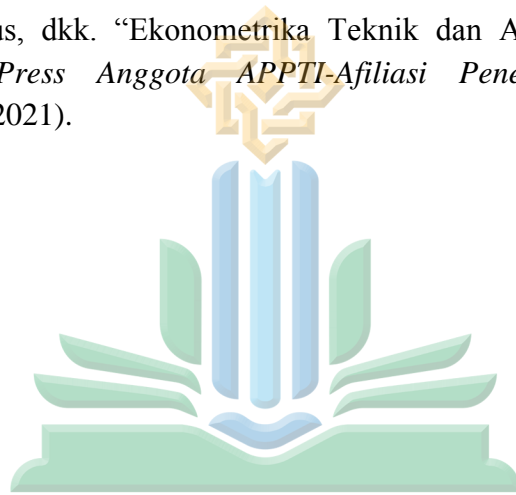 us, dkk. “Ekonometrika Teknik dan A
Press Anggota APPTI-Afiliasi Pene
2021).